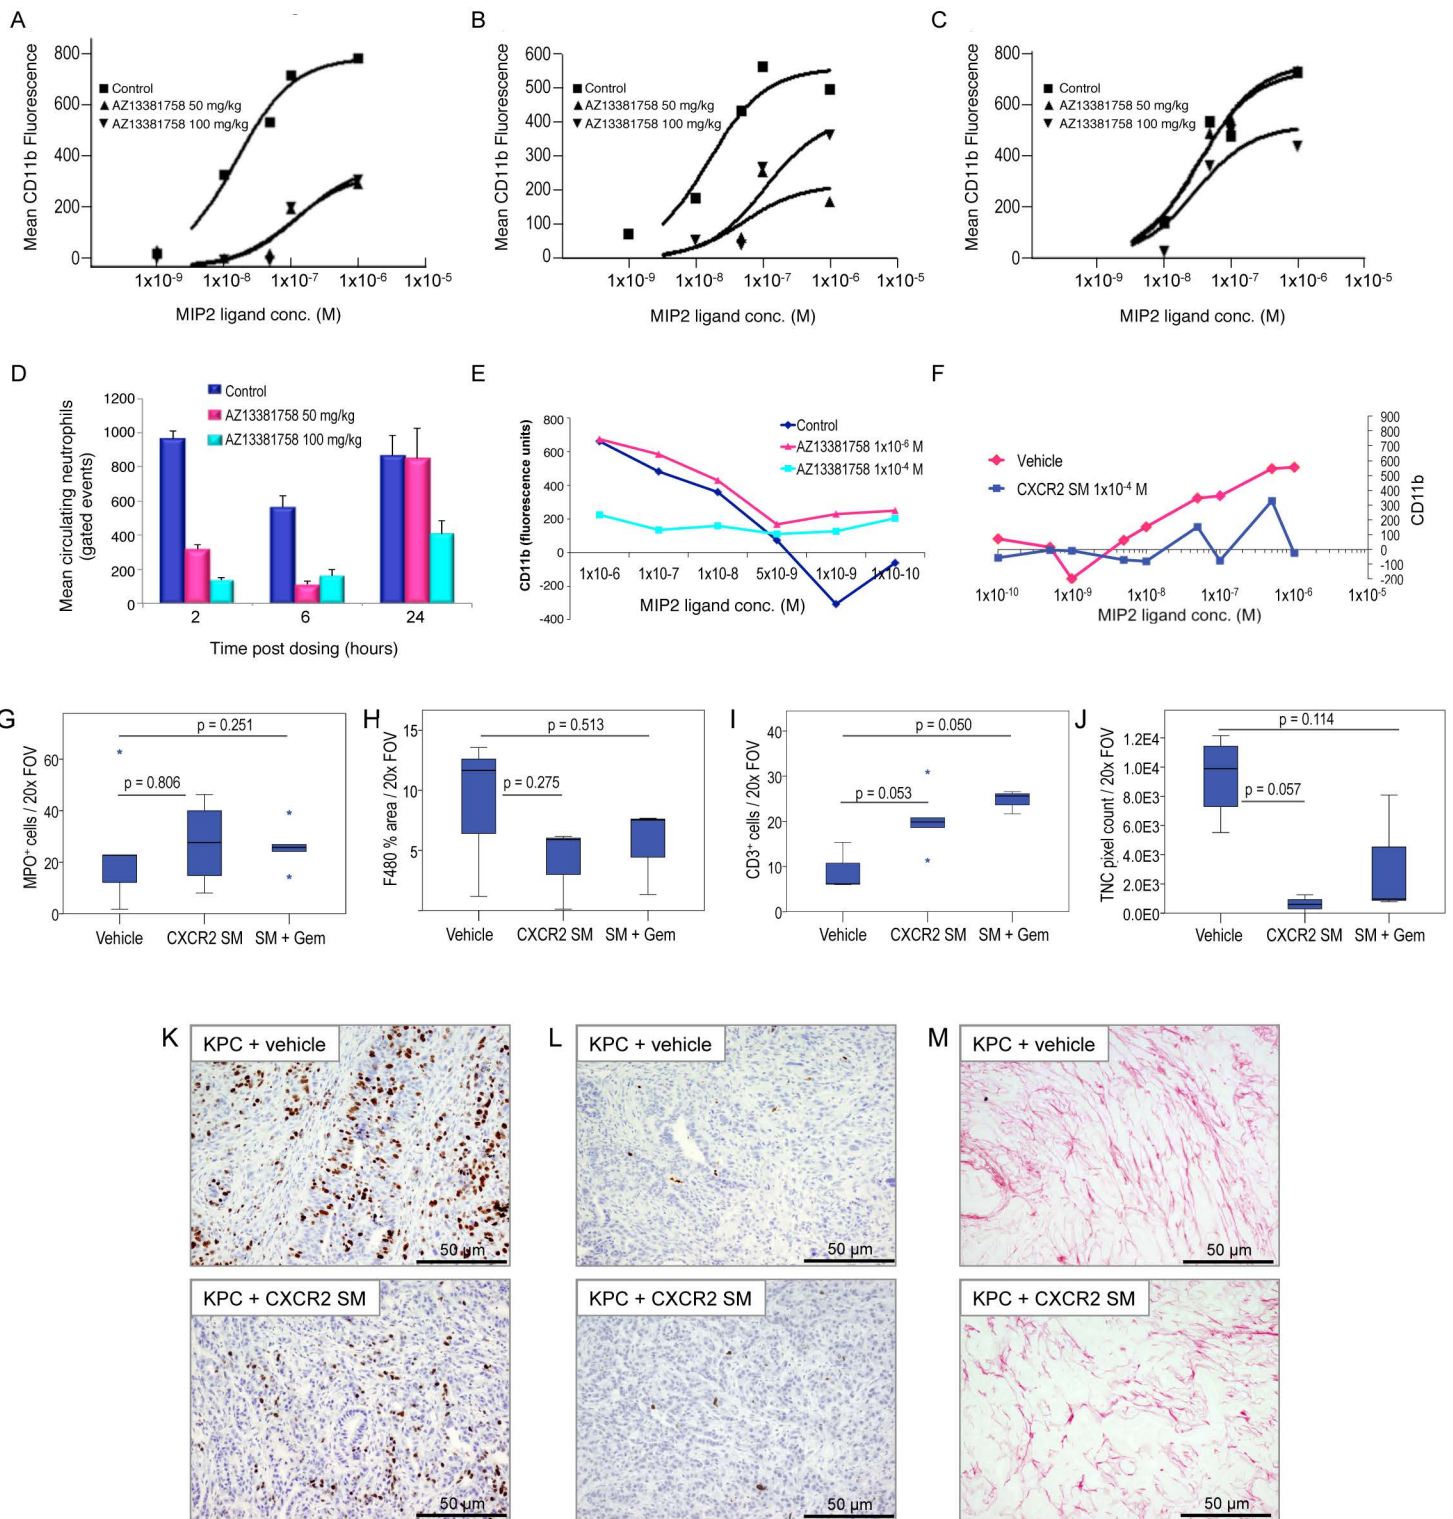 A
Mean CD11b Fluorescence
800
600
400
200
0
Control
AZ13381758 50 mg/kg
AZ13381758 100 mg/kg
1x10-9 1x10-8 1x10-7 1x10-6 1x10-5
MIP2 ligand conc. (M)
B
Mean CD11b Fluorescence
600
500
400
300
200
100
0
Control
AZ13381758 50 mg/kg
AZ13381758 100 mg/kg
1x10-9 1x10-8 1x10-7 1x10-6 1x10-5
MIP2 ligand conc. (M)
C
Mean CD11b Fluorescence
800
600
400
200
0
Control
AZ13381758 50 mg/kg
AZ13381758 100 mg/kg
1x10-9 1x10-8 1x10-7 1x10-6 1x10-5
MIP2 ligand conc. (M)
D
Mean circulating neutrophils
(gated events)
1200
1000
800
600
400
200
0
Control
AZ13381758 50 mg/kg
AZ13381758 100 mg/kg
2 6 24
Time post dosing (hours)
E
CD11b (fluorescence units)
800
600
400
200
0
-200
-400
Control
AZ13381758 1x10-6 M
AZ13381758 1x10-4 M
1x10-6 1x10-7 1x10-8 5x10-9 1x10-9 1x10-10
MIP2 ligand conc. (M)
F
Vehicle
CXCR2 SM 1x10-4 M
900
800
700
600
500
400
300
200
100
0
-100
-200
CD11b
1x10-10 1x10-9 1x10-8 1x10-7 1x10-6 1x10-5
MIP2 ligand conc. (M)
G
MPO+ cells / 20x FOV
60
40
20
0
p = 0.251
p = 0.806
Vehicle CXCR2 SM SM + Gem
H
F480 % area / 20x FOV
15
10
5
p = 0.513
p = 0.275
Vehicle CXCR2 SM SM + Gem
I
CD3+ cells / 20x FOV
40
30
20
10
0
p = 0.050
p = 0.053
Vehicle CXCR2 SM SM + Gem
J
TNC pixel count / 20x FOV
1.2E4
1.0E4
8.0E3
6.0E3
4.0E3
2.0E3
0.0E0
p = 0.114
p = 0.057
Vehicle CXCR2 SM SM + Gem
K
KPC + vehicle
50 µm
KPC + CXCR2 SM
50 µm
L
KPC + vehicle
50 µm
KPC + CXCR2 SM
50 µm
M
KPC + vehicle
50 µm
KPC + CXCR2 SM
50 µm